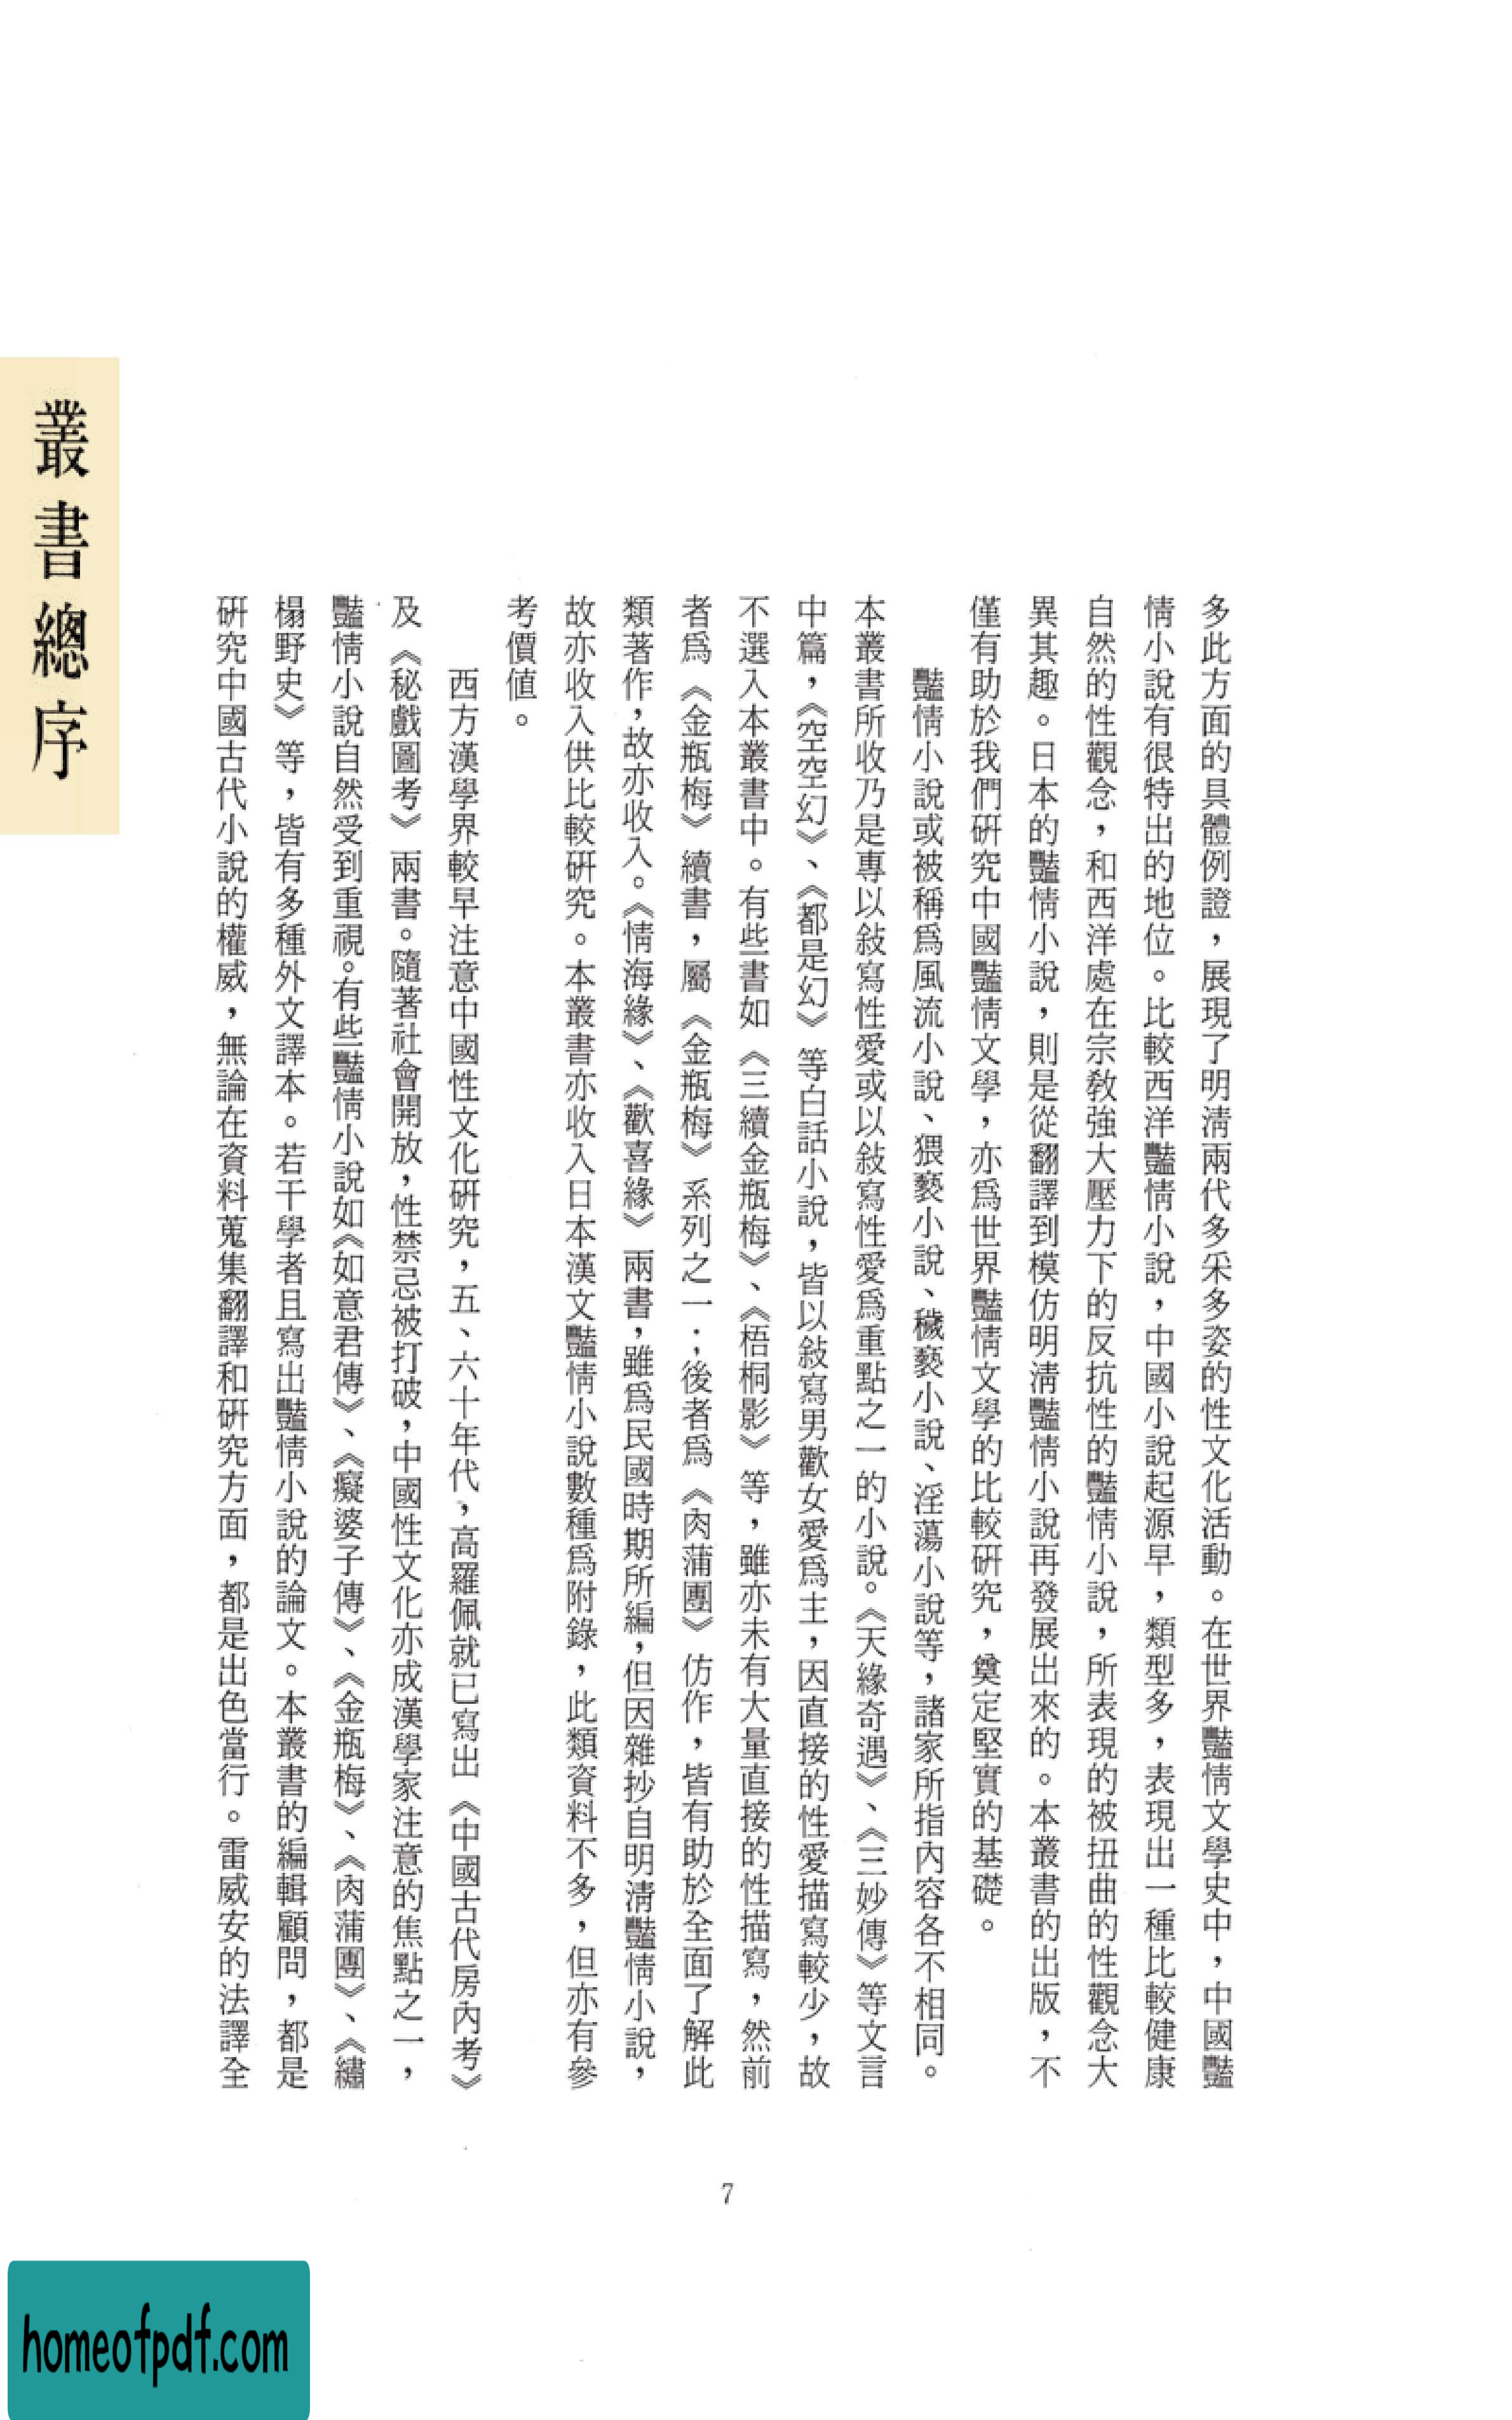 多此方面的具體例證，展現了明清兩代多采多姿的性文化活動。在世界豔情文學史中，中國豔
情小說有很特出的地位。比較西洋豔情小說，中國小說起源早，類型多，表現出一種比較健康
自然的性觀念，和西洋處在宗教強大壓力下的反抗性的豔情小說，所表現的被扭曲的性觀念大
異其趣。日本的豔情小說，則是從翻譯到模仿明清豔情小說再發展出來的。本叢書的出版，不
僅有助於我們研究中國豔情文學，亦爲世界豔情文學的比較研究，奠定堅實的基礎。
豔情小說或被稱爲風流小說、猥褻小說、穢褻小說、淫蕩小說等，諸家所指內容各不相同。
本叢書所收乃是專以敍寫性愛或以敍寫性愛爲重點之一的小說。《天緣奇遇》、《三妙傳》等文言
中篇，《空空幻》、《都是幻》等白話小說，皆以敍寫男歡女愛爲主，因直接的性愛描寫較少，故
不選入本叢書中。有些書如《三續金瓶梅》、《梧桐影》等，雖亦未有大量直接的性描寫，然前
者爲《金瓶梅》續書，屬《金瓶梅》系列之一；後者爲《肉蒲團》仿作，皆有助於全面了解此
類著作，故亦收入。《情海緣》、《歡喜緣》兩書，雖爲民國時期所編，但因雜抄自明清豔情小說，
故亦收入供比較研究。本叢書亦收入日本漢文豔情小說數種爲附錄，此類資料不多，但亦有參
考價值。
西方漢學界較早注意中國性文化研究，五、六十年代，高羅佩就已寫出《中國古代房內考》
及《秘戲圖考》兩書。隨著社會開放，性禁忌被打破，中國性文化亦成漢學家注意的焦點之一，
豔情小說自然受到重視。有些豔情小說如《如意君傳》、《癡婆子傳》、《金瓶梅》、《肉蒲團》、《繡
榻野史》等，皆有多種外文譯本。若干學者且寫出豔情小說的論文。本叢書的編輯顧問，都是
研究中國古代小說的權威，無論在資料蒐集翻譯和研究方面，都是出色當行。雷威安的法譯全
叢書總序
7
homeofpdf.com